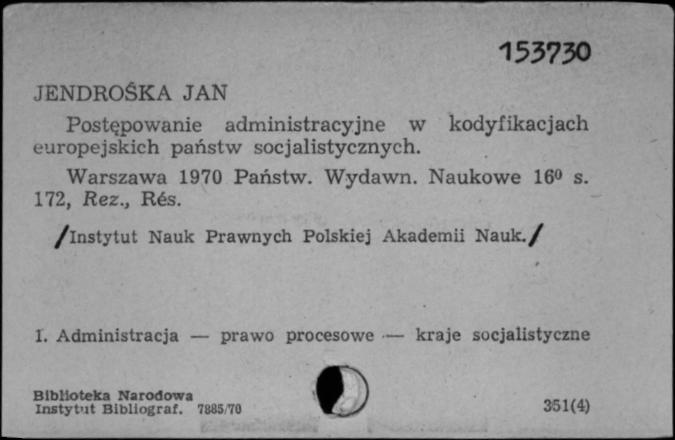 153730
JENDROŚKA JAN
Postępowanie administracyjne w kodyfikacjach
europejskich państw socjalistycznych.
Warszawa 1970 Państw. Wydawn. Naukowe 16⁰ s.
172, Rez., Rés.
/Instytut Nauk Prawnych Polskiej Akademii Nauk./
I. Administracja — prawo procesowe — kraje socjalistyczne
Biblioteka Narodowa
Instytut Bibliograf. 7885/70
351(4)